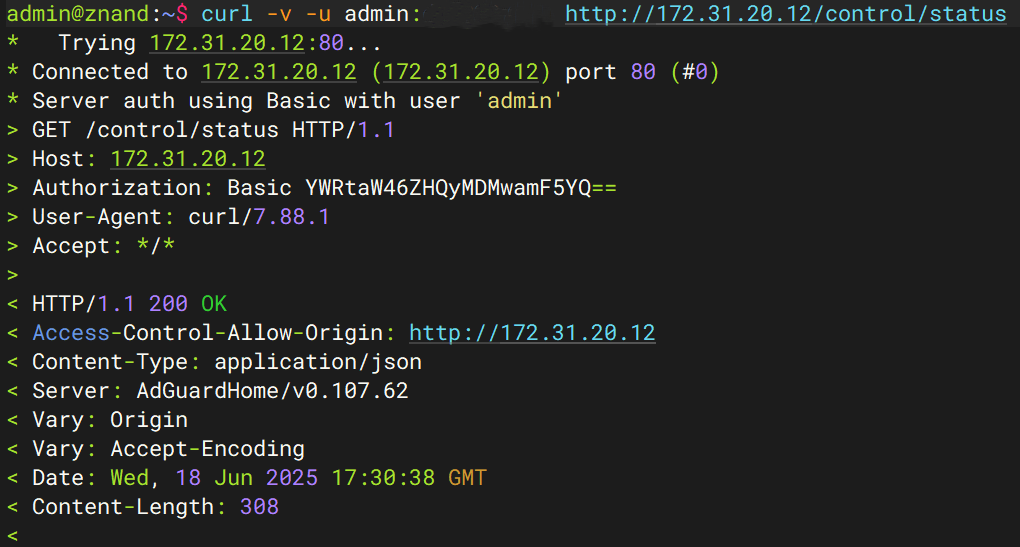 admin@znand:~$ curl -v -u admin: http://172.31.20.12/control/status
* Trying 172.31.20.12:80...
* Connected to 172.31.20.12 (172.31.20.12) port 80 (#0)
* Server auth using Basic with user 'admin'
> GET /control/status HTTP/1.1
> Host: 172.31.20.12
> Authorization: Basic YWRtaW46ZHQyMDMwamF5YQ==
> User-Agent: curl/7.88.1
> Accept: */*
>
< HTTP/1.1 200 OK
< Access-Control-Allow-Origin: http://172.31.20.12
< Content-Type: application/json
< Server: AdGuardHome/v0.107.62
< Vary: Origin
< Vary: Accept-Encoding
< Date: Wed, 18 Jun 2025 17:30:38 GMT
< Content-Length: 308
<